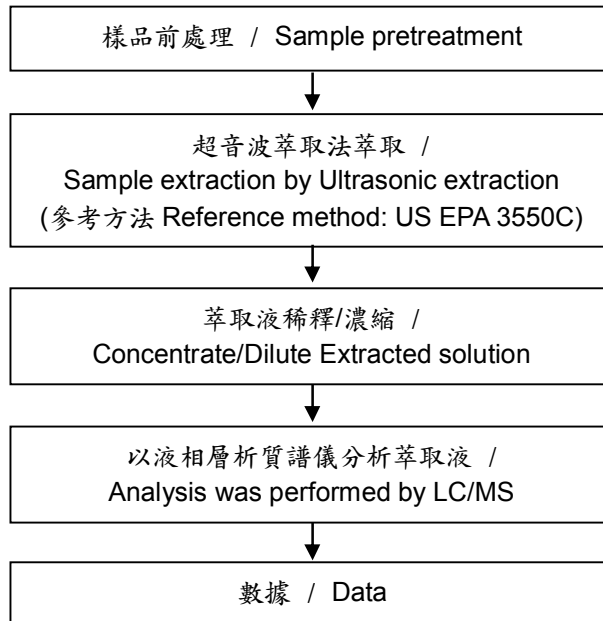 樣品前處理 / Sample pretreatment
超音波萃取法萃取 /
Sample extraction by Ultrasonic extraction
(參考方法 Reference method: US EPA 3550C)
萃取液稀釋/濃縮 /
Concentrate/Dilute Extracted solution
以液相層析質譜儀分析萃取液 /
Analysis was performed by LC/MS
數據 / Data